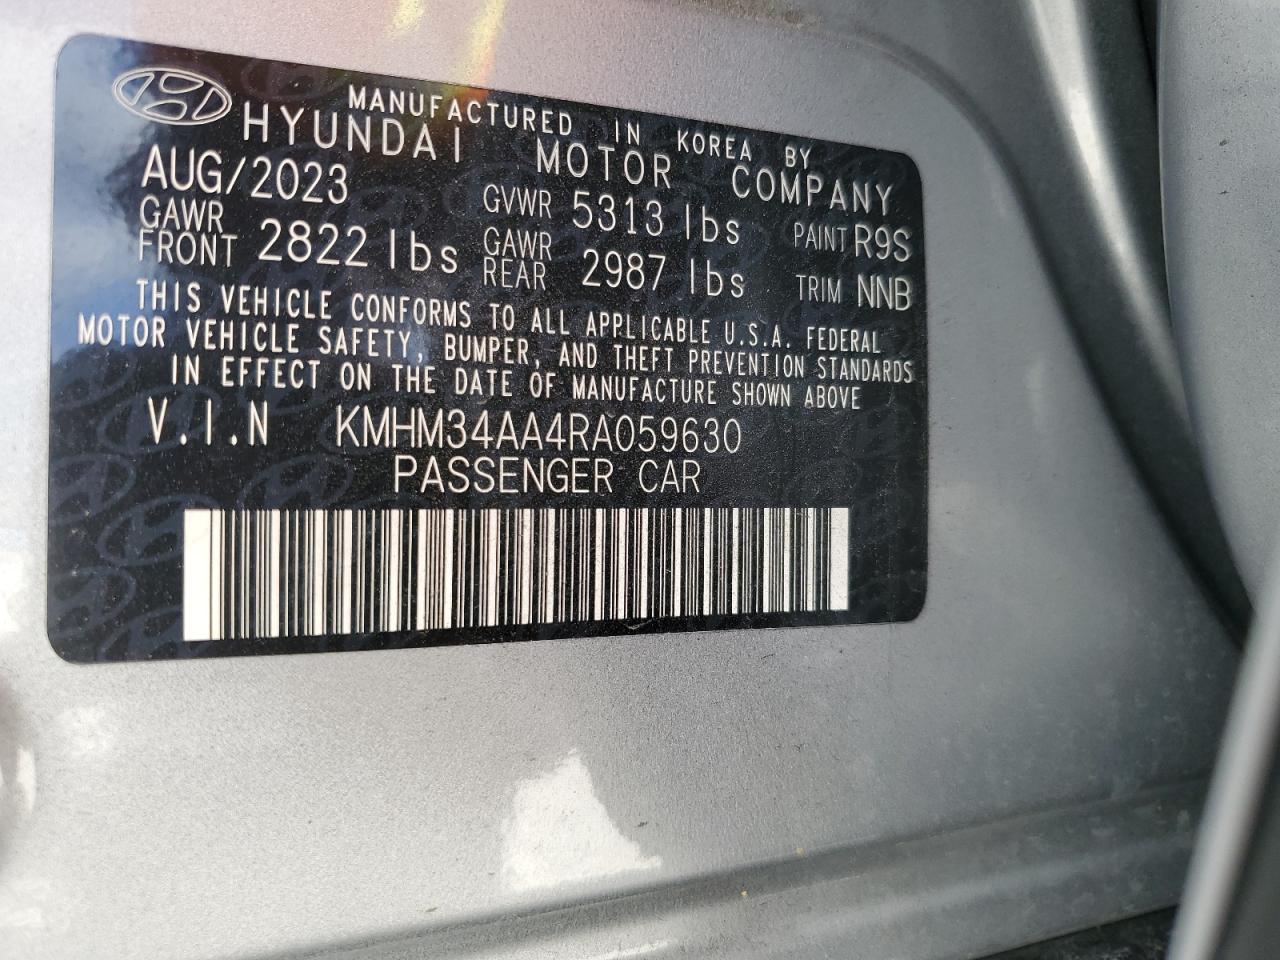 MANUFACTURED IN KOREA BY
HYUNDAI MOTOR COMPANY
AUG/2023 GVWR 5313 lbs PAINT R9S
GAWR FRONT 2822 lbs GAWR REAR 2987 lbs TRIM NNB
THIS VEHICLE CONFORMS TO ALL APPLICABLE U.S.A. FEDERAL
MOTOR VEHICLE SAFETY, BUMPER, AND THEFT PREVENTION STANDARDS
IN EFFECT ON THE DATE OF MANUFACTURE SHOWN ABOVE
V.I.N KMHM34AA4RA059630
PASSENGER CAR